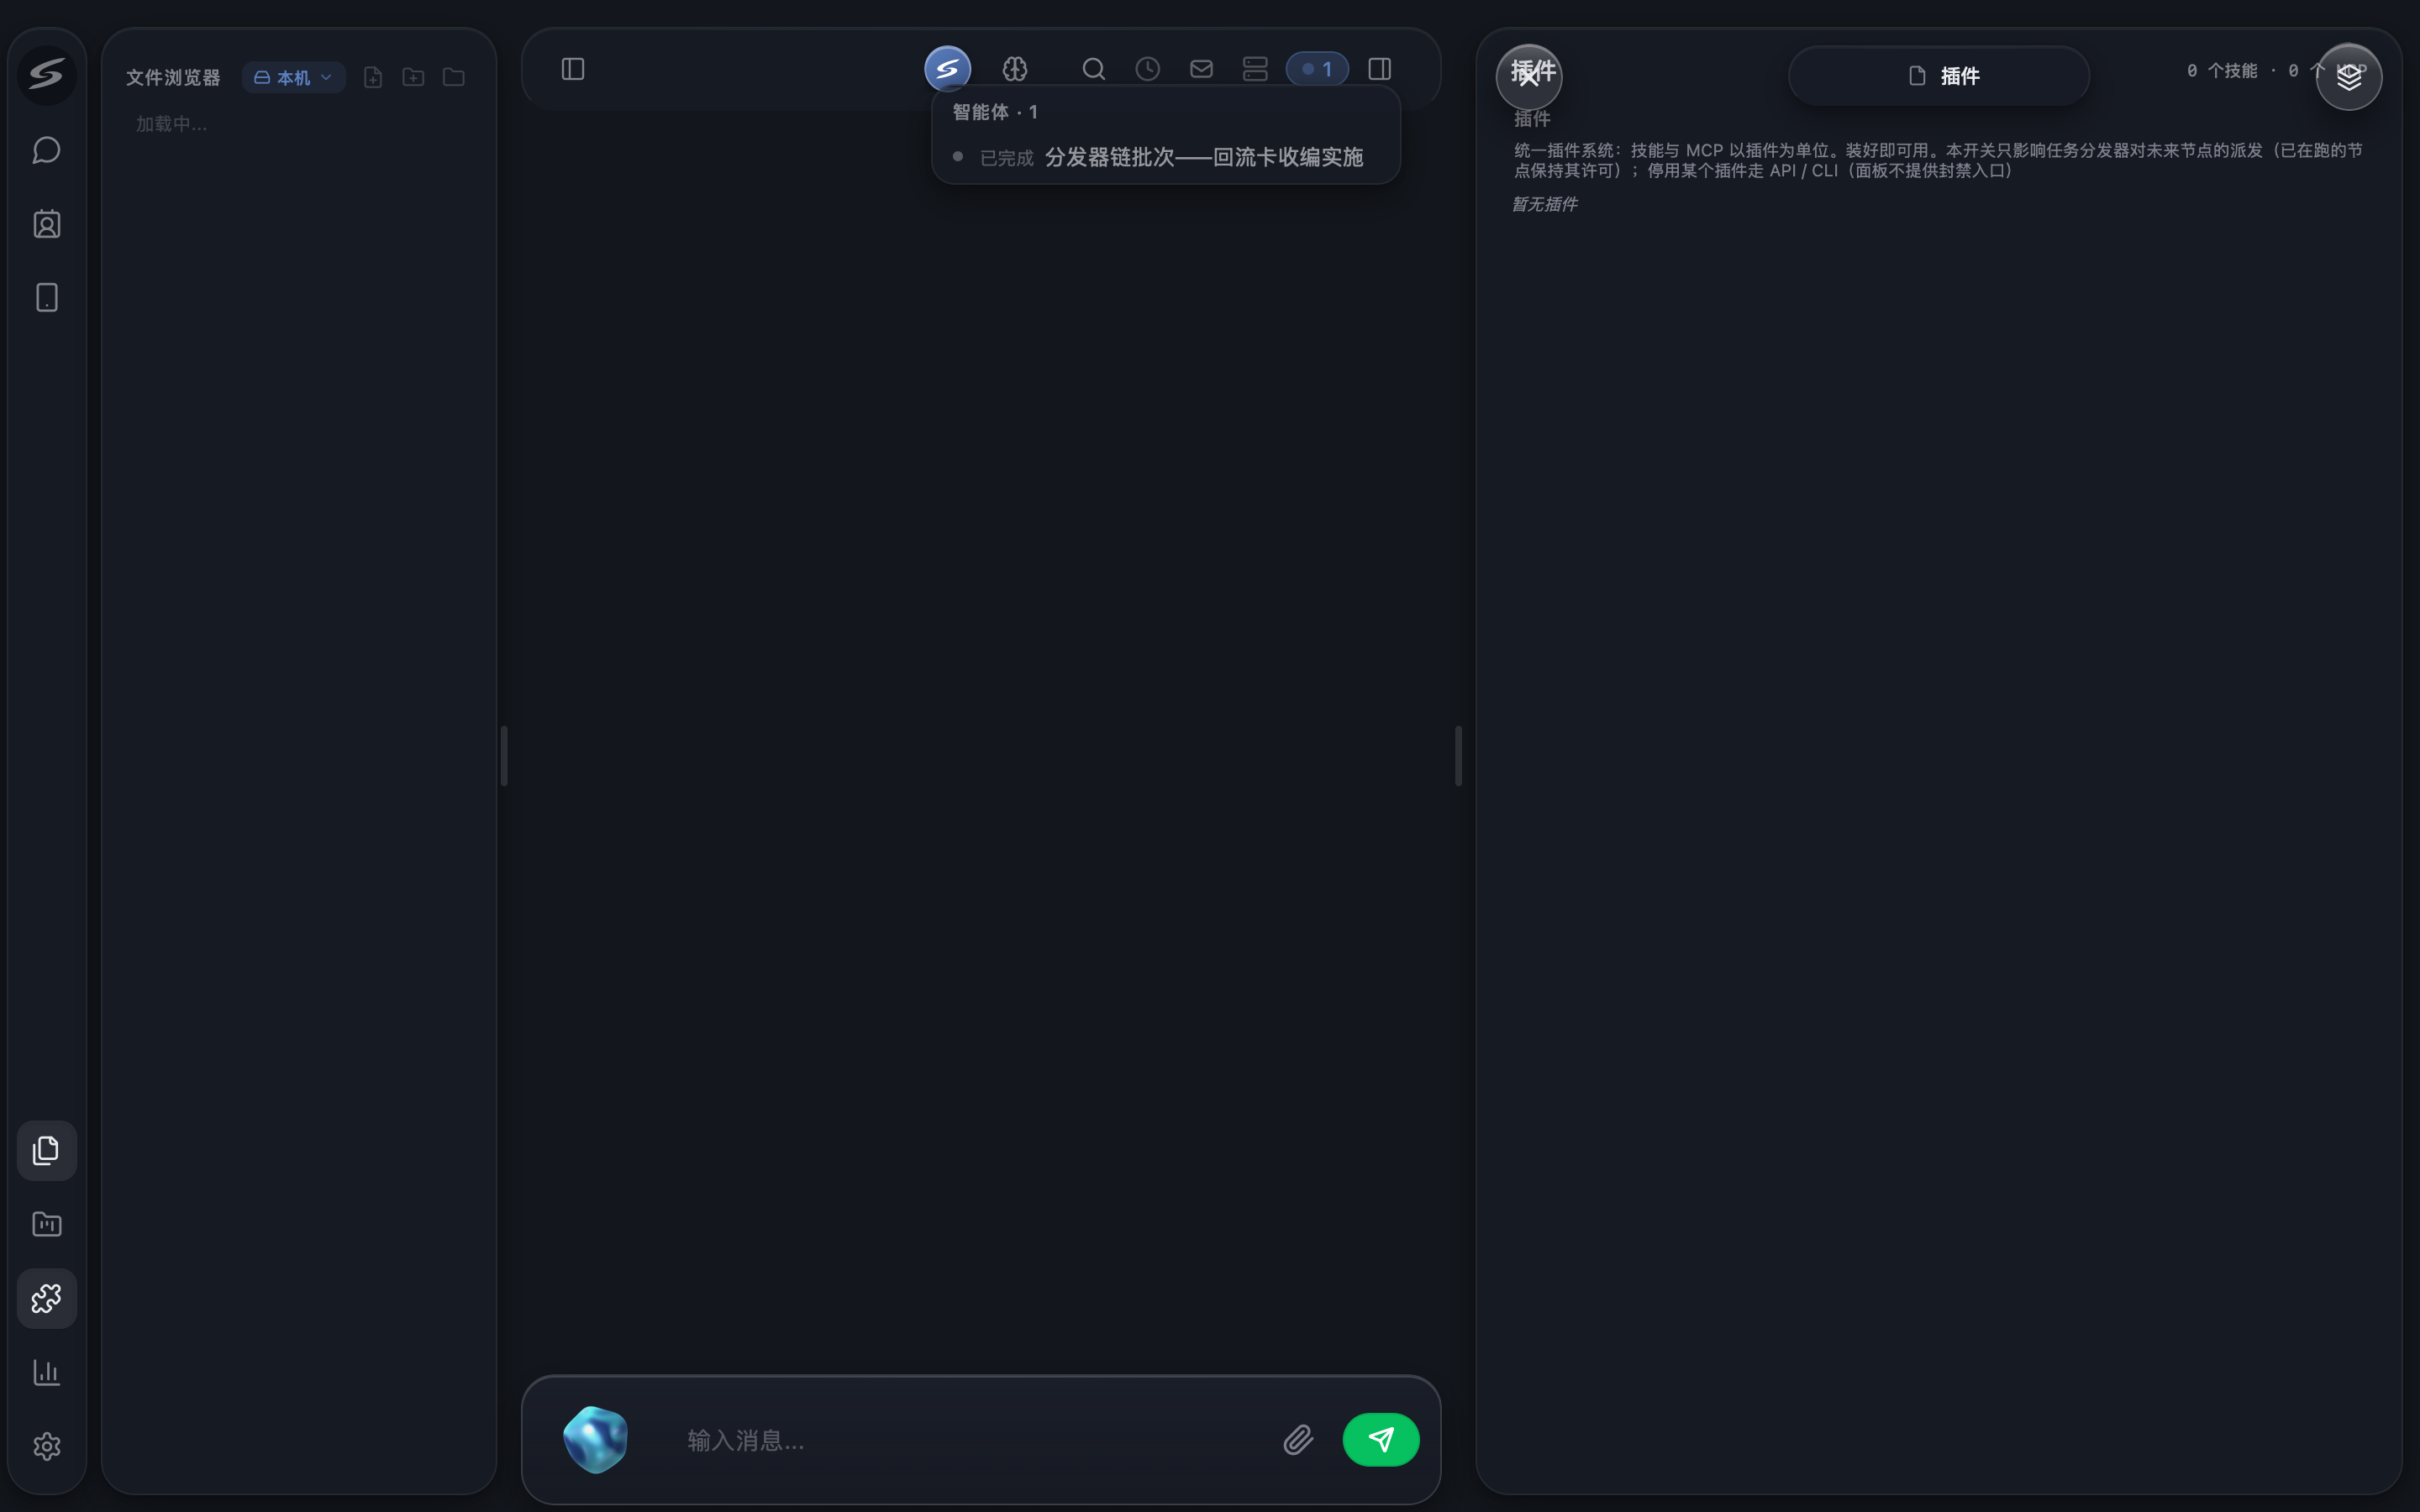 文件浏览器
本机
加载中...
1
智能体 · 1
已完成 分发器链批次——回流卡收编实施
输入消息...
插件
插件
0 个技能 · 0 个 MCP
插件
统一插件系统：技能与 MCP 以插件为单位。装好即可用。本开关只影响任务分发器对未来节点的派发（已在跑的节
点保持其许可）；停用某个插件走 API / CLI（面板不提供封禁入口）
暂无插件